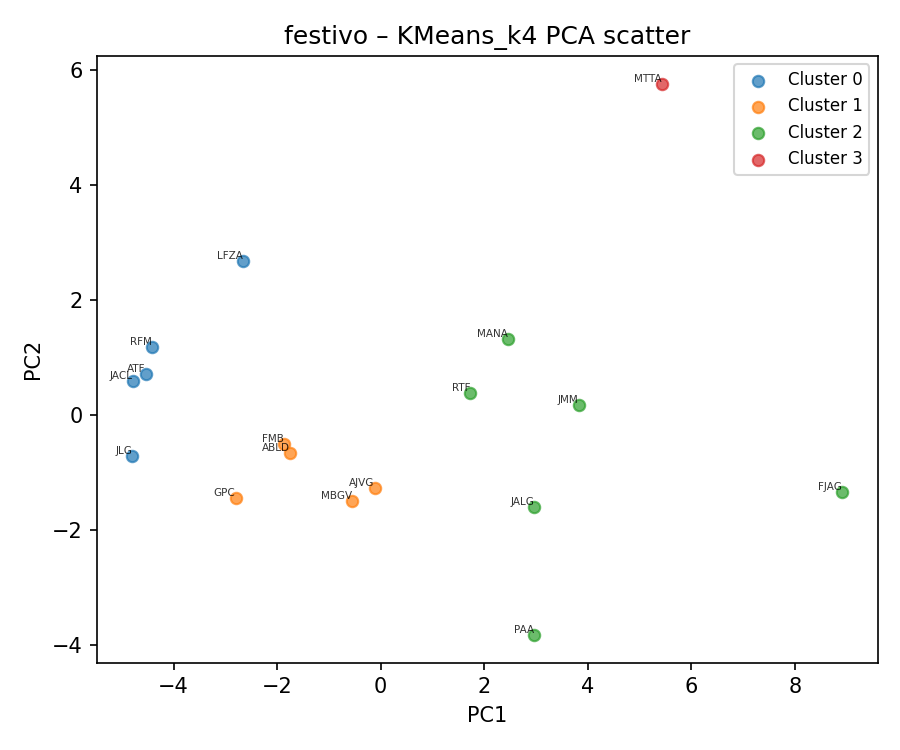 festivo – KMeans_k4 PCA scatter
6
4
2
0
−2
−4
PC2
MTTA
Cluster 0
Cluster 1
Cluster 2
Cluster 3
LFZA
RFM
ATF
JACL
JLG
MANA
RTF
JMM
FMB
ABLD
GPC
AJVG
MBGV
JALG
FJAG
PAA
−4
−2
0
2
4
6
8
PC1